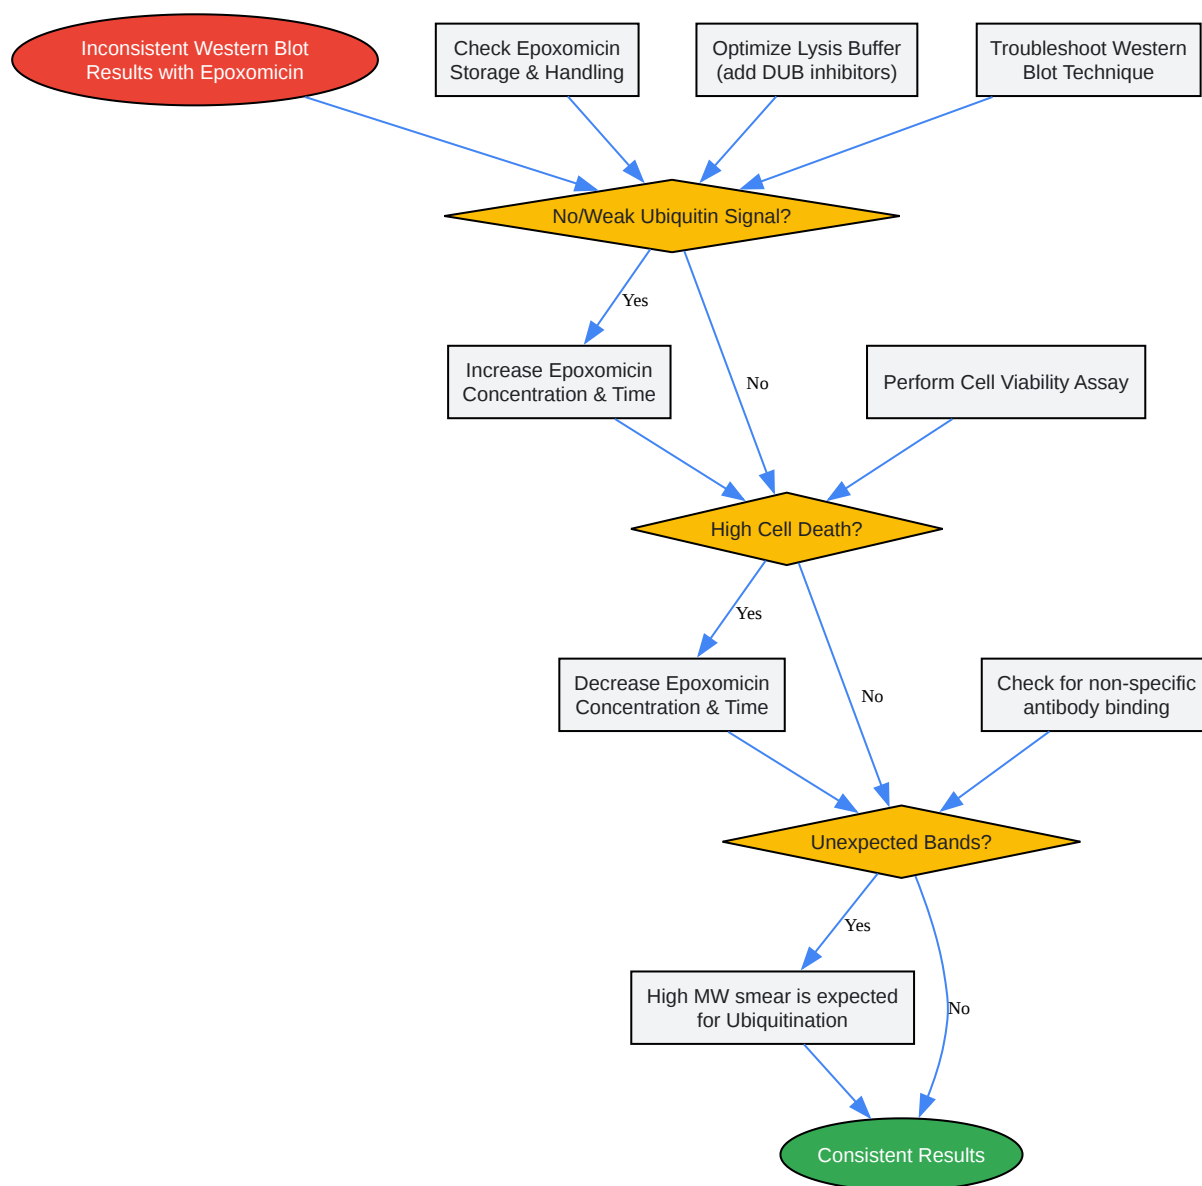 Inconsistent Western Blot
Results with Epoxomicin
Check Epoxomicin
Storage & Handling
Optimize Lysis Buffer
(add DUB inhibitors)
Troubleshoot Western
Blot Technique
No/Weak Ubiquitin Signal?
Yes
No
Increase Epoxomicin
Concentration & Time
Perform Cell Viability Assay
High Cell Death?
Yes
No
Decrease Epoxomicin
Concentration & Time
Check for non-specific
antibody binding
Unexpected Bands?
Yes
No
High MW smear is expected
for Ubiquitination
Consistent Results